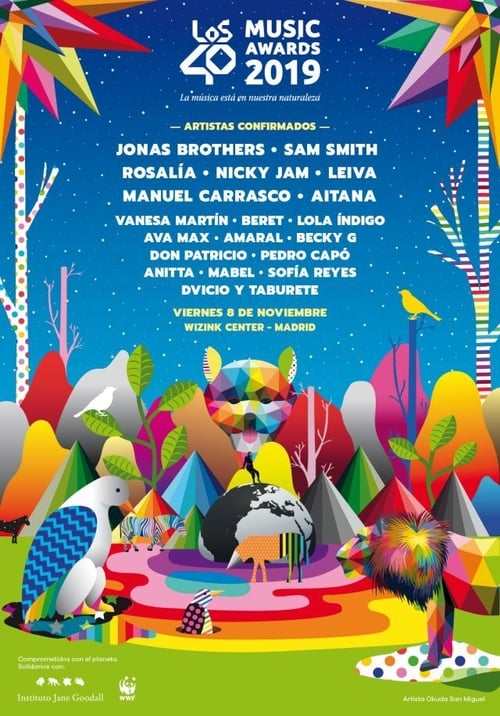 LOS
40
MUSIC
AWARDS
2019
La música está en nuestra naturaleza
— ARTISTAS CONFIRMADOS —
JONAS BROTHERS • SAM SMITH
ROSALÍA • NICKY JAM • LEIVA
MANUEL CARRASCO • AITANA
VANESA MARTÍN • BERET • LOLA ÍNDIGO
AVA MAX • AMARAL • BECKY G
DON PATRICIO • PEDRO CAPÓ
ANITTA • MABEL • SOFÍA REYES
DVICIO Y TABURETE
VIERNES 8 DE NOVIEMBRE
WIZINK CENTER - MADRID
Comprometidos con el planeta.
Solidarios con:
Instituto Jane Goodall
WWF
Artista Okuda San Miguel